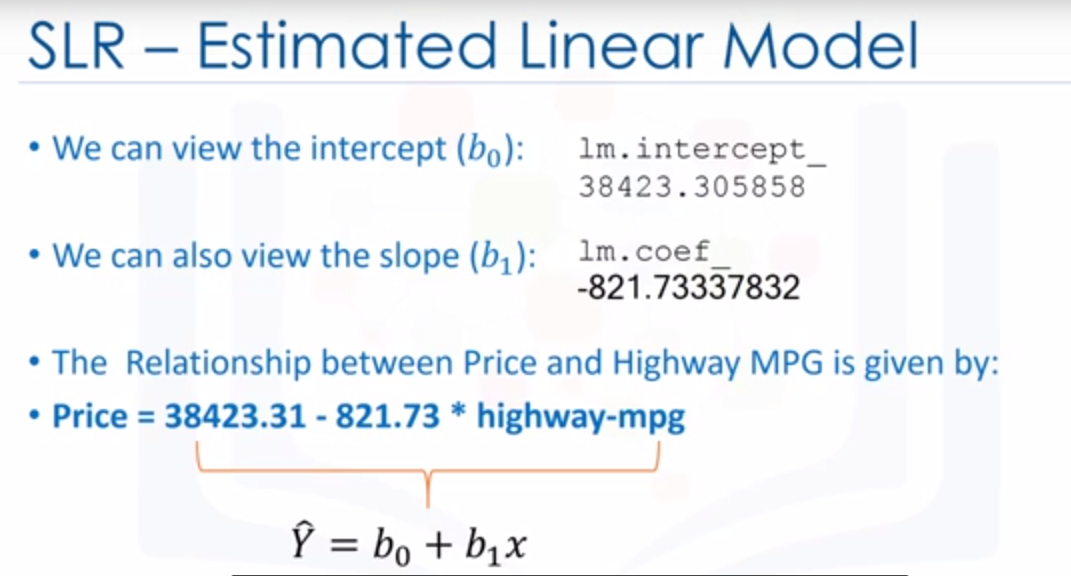 SLR – Estimated Linear Model
• We can view the intercept (b₀): lm.intercept_
38423.305858
• We can also view the slope (b₁): lm.coef_
-821.73337832
• The Relationship between Price and Highway MPG is given by:
• Price = 38423.31 - 821.73 * highway-mpg
Ŷ = b₀ + b₁x